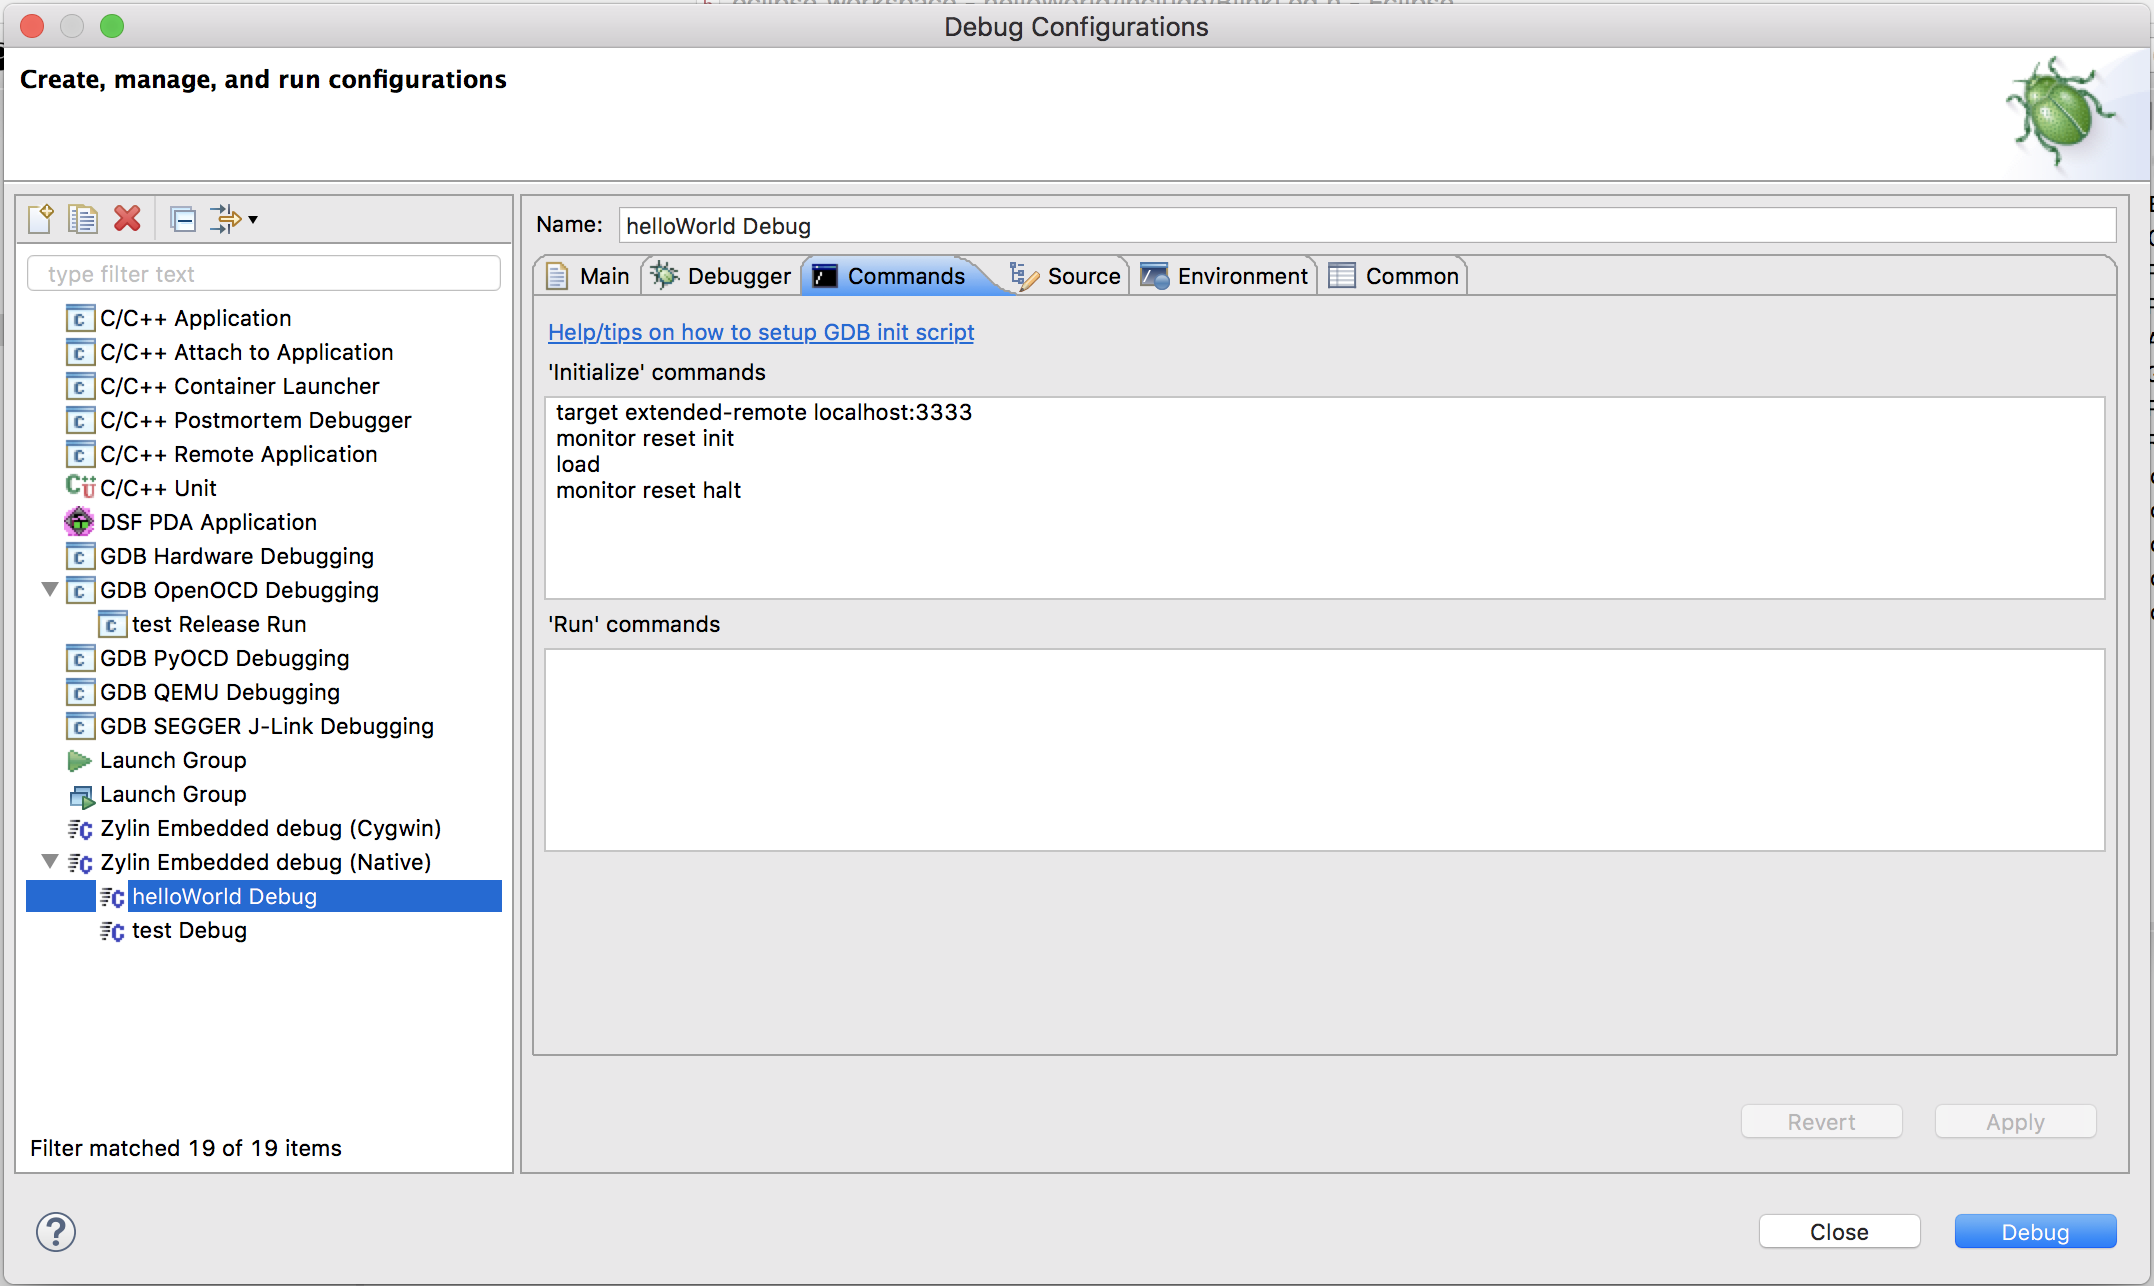 Debug Configurations
Create, manage, and run configurations
type filter text
C/C++ Application
C/C++ Attach to Application
C/C++ Container Launcher
C/C++ Postmortem Debugger
C/C++ Remote Application
C/C++ Unit
DSF PDA Application
GDB Hardware Debugging
GDB OpenOCD Debugging
test Release Run
GDB PyOCD Debugging
GDB QEMU Debugging
GDB SEGGER J-Link Debugging
Launch Group
Launch Group
Zylin Embedded debug (Cygwin)
Zylin Embedded debug (Native)
helloWorld Debug
test Debug
Filter matched 19 of 19 items
Name: helloWorld Debug
Main Debugger Commands Source Environment Common
Help/tips on how to setup GDB init script
'Initialize' commands
target extended-remote localhost:3333
monitor reset init
load
monitor reset halt
'Run' commands
Revert Apply
? Close Debug